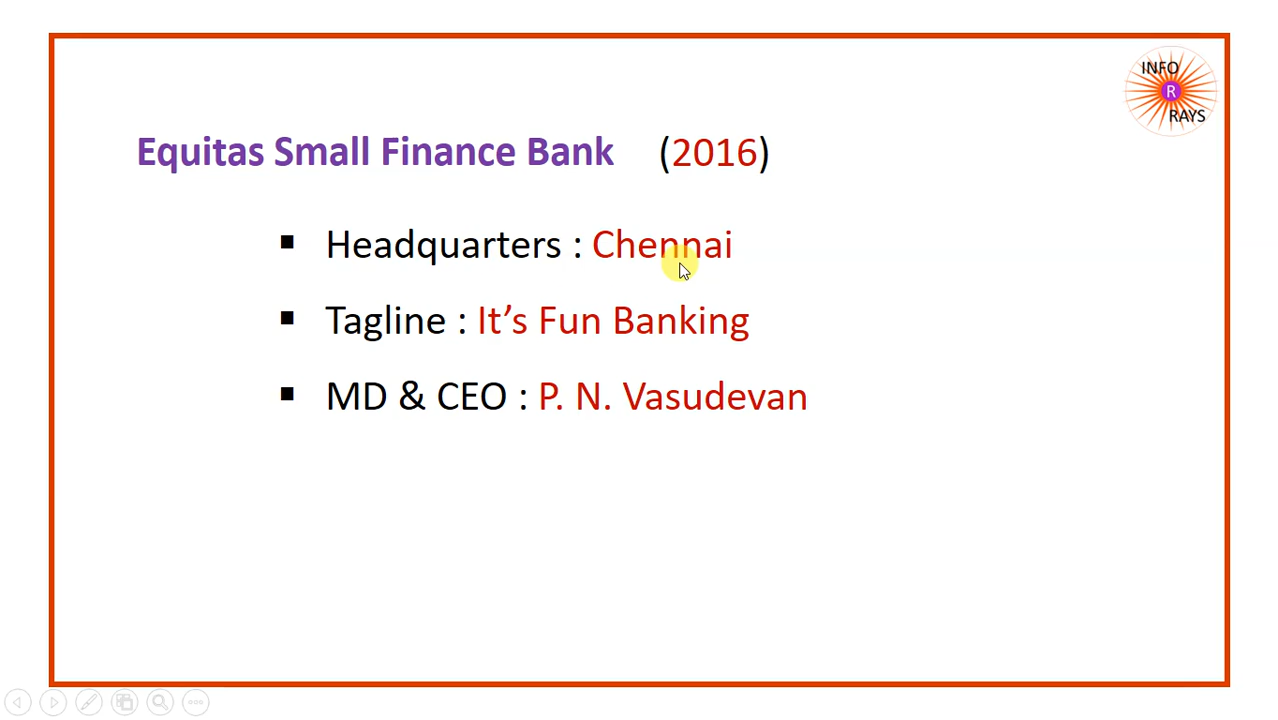 INFO
R
RAYS
Equitas Small Finance Bank (2016)
▪ Headquarters : Chennai
▪ Tagline : It’s Fun Banking
▪ MD & CEO : P. N. Vasudevan